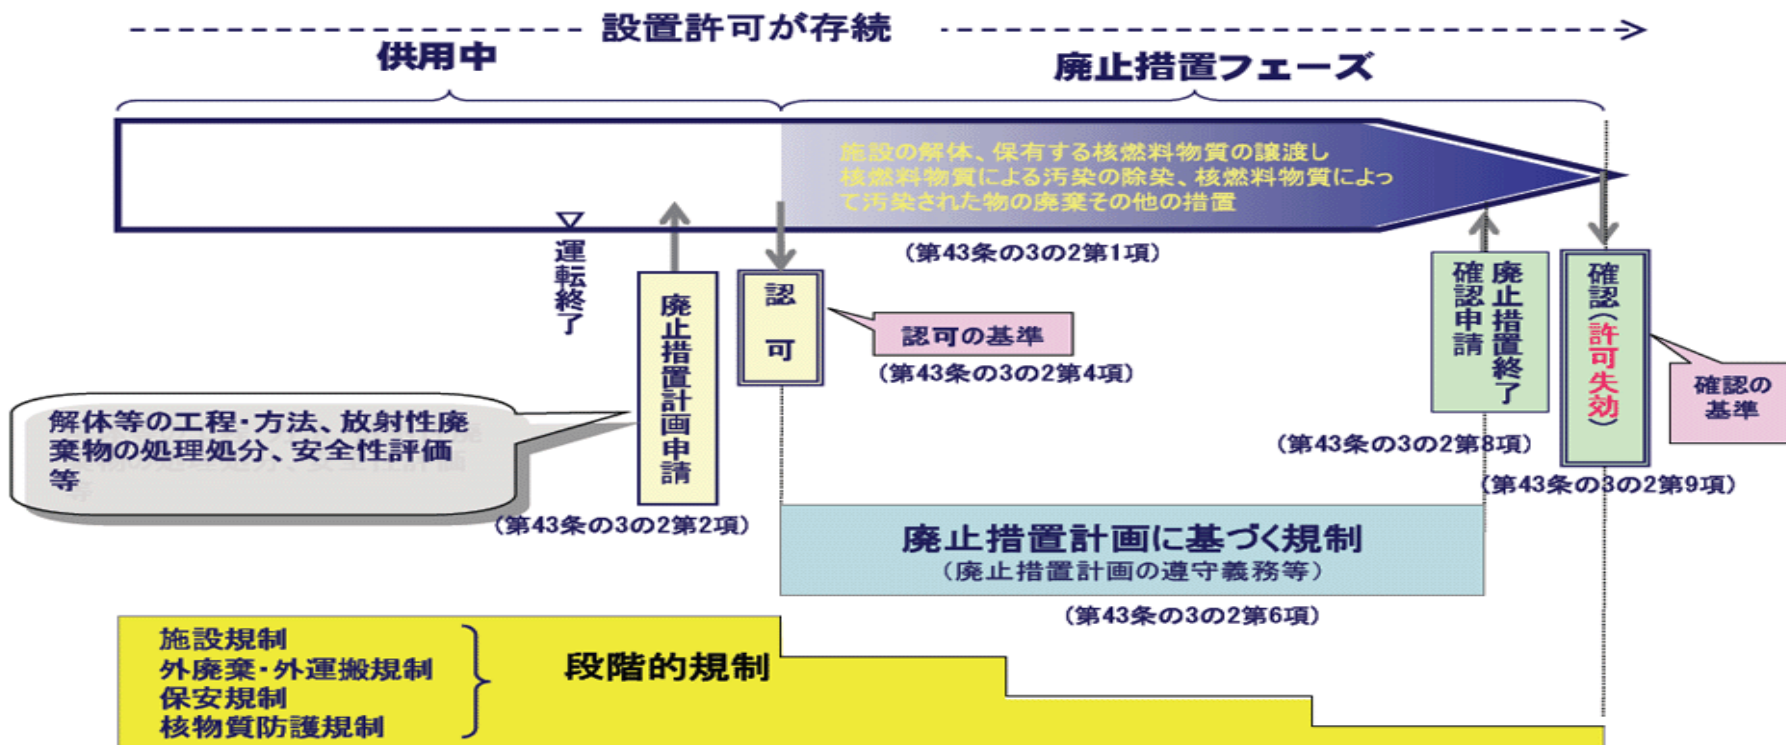 設置許可が存続
供用中
廃止措置フェーズ
施設の解体、保有する核燃料物質の譲渡し
核燃料物質による汚染の除染、核燃料物質によっ
て汚染された物の廃棄その他の措置
(第43条の3の2第1項)
運転終了
廃止措置計画申請
(第43条の3の2第2項)
認可
認可の基準
(第43条の3の2第4項)
廃止措置終了
確認申請
(第43条の3の2第8項)
確認(許可失効)
(第43条の3の2第9項)
確認の
基準
解体等の工程・方法、放射性廃
棄物の処理処分、安全性評価
等
廃止措置計画に基づく規制
(廃止措置計画の遵守義務等)
(第43条の3の2第6項)
施設規制
外廃棄・外運搬規制
保安規制
核物質防護規制
段階的規制